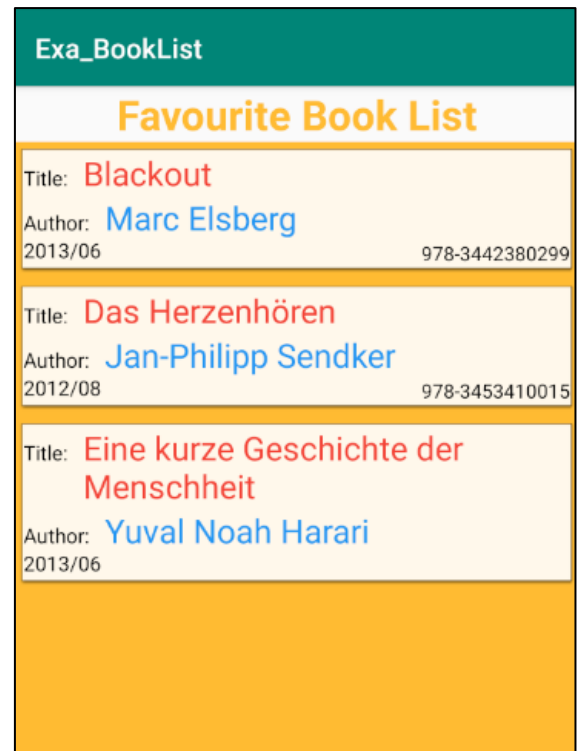 Exa_BookList
Favourite Book List
Title: Blackout
Author: Marc Elsberg
2013/06 978-3442380299
Title: Das Herzenhören
Author: Jan-Philipp Sendker
2012/08 978-3453410015
Title: Eine kurze Geschichte der
Menschheit
Author: Yuval Noah Harari
2013/06